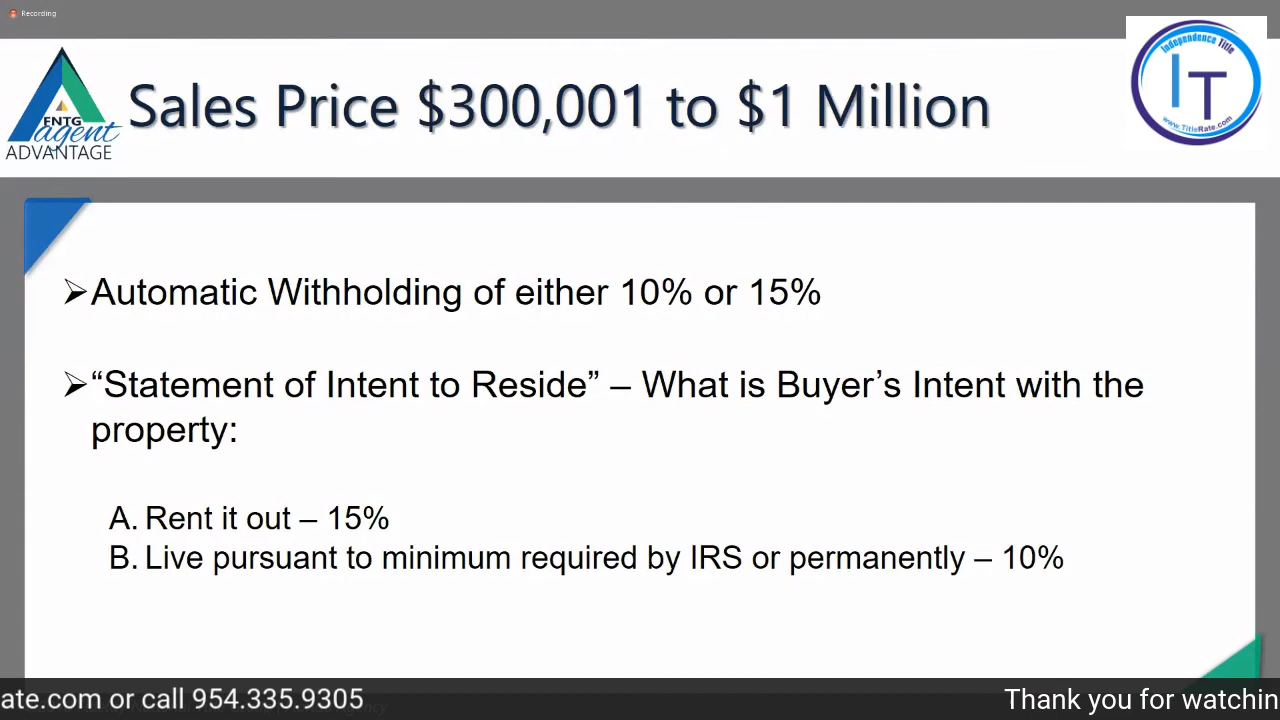 Recording
Sales Price $300,001 to $1 Million
FNTG
agent
ADVANTAGE
Independence Title
IT
www.TitleRate.com
➢Automatic Withholding of either 10% or 15%
➢“Statement of Intent to Reside” – What is Buyer’s Intent with the
property:
A. Rent it out – 15%
B. Live pursuant to minimum required by IRS or permanently – 10%
ate.com or call 954.335.9305
Thank you for watchin